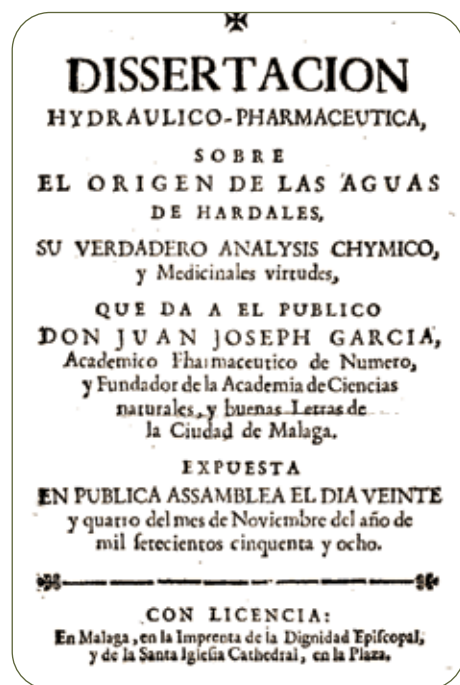 DISSERTACION
HYDRAULICO-PHARMACEUTICA,
SOBRE
EL ORIGEN DE LAS AGUAS
DE HARDALES,
SU VERDADERO ANALYSIS CHYMICO,
y Medicinales virtudes,
QUE DA A EL PUBLICO
DON JUAN JOSEPH GARCIA,
Academico Pharmaceutico de Numero,
y Fundador de la Academia de Ciencias
naturales, y buenas Letras de
la Ciudad de Malaga.
EXPUESTA
EN PUBLICA ASSAMBLEA EL DIA VEINTE
y quatro del mes de Noviembre del año de
mil setecientos cinquenta y ocho.
CON LICENCIA:
En Malaga, en la Imprenta de la Dignidad Episcopal,
y de la Santa Iglesia Cathedral, en la Plaza.